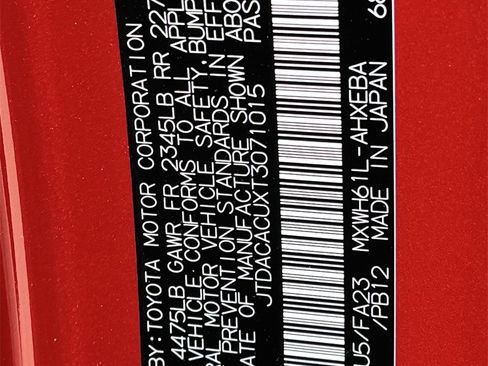 BY:TOYOTA MOTOR CORPORATION
4475LB GAWR FR 2345LB RR 227
VEHICLE CONFORMS TO ALL APPL
RAL MOTOR VEHICLE SAFETY, BUMP
PREVENTION STANDARDS IN EFF
ATE OF MANUFACTURE SHOWN ABO
JTDACACUXT3071015 PAS
U5/FA23 MXWH61L-AHXEBA
/PB12 MADE IN JAPAN 68